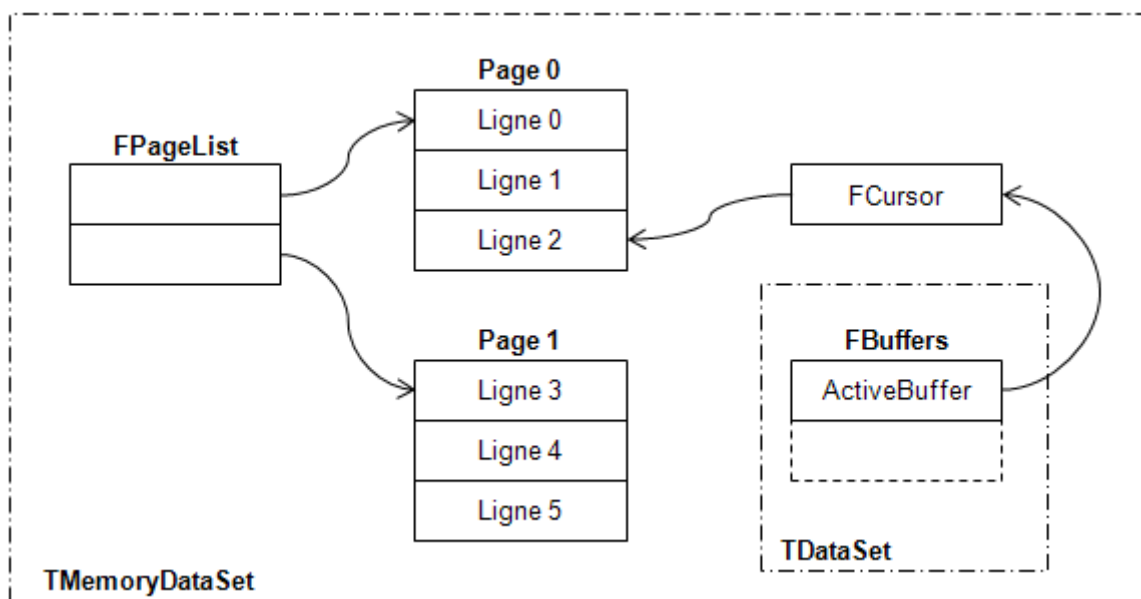 Page 0
Ligne 0
FPageList
Ligne 1
FCursor
Ligne 2
Page 1
FBuffers
Ligne 3
ActiveBuffer
Ligne 4
Ligne 5
TDataSet
TMemoryDataSet